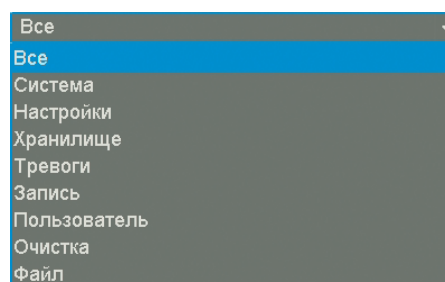 Все
Все
Система
Настройки
Хранилище
Тревоги
Запись
Пользователь
Очистка
Файл